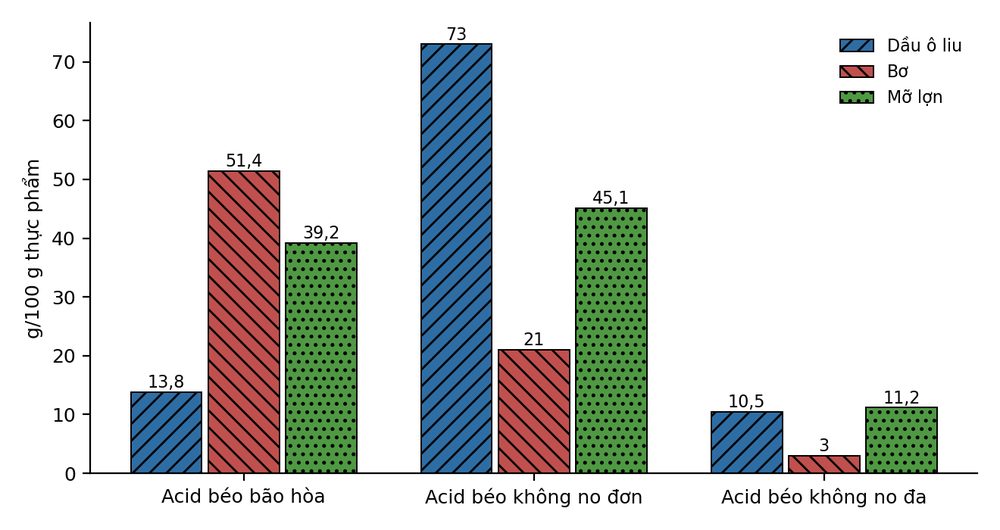 Dầu ô liu
Bơ
Mỡ lợn
g/100 g thực phẩm
70
60
50
40
30
20
10
0
13,8
51,4
39,2
73
21
45,1
10,5
3
11,2
Acid béo bão hòa
Acid béo không no đơn
Acid béo không no đa